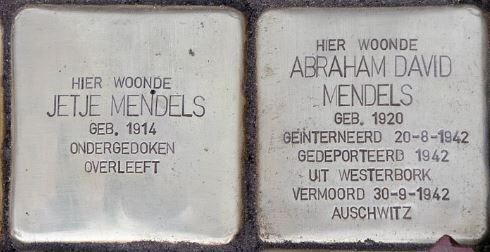 HIER WOONDE
JETJE MENDELS
GEB. 1914
ONDERGEDOKEN
OVERLEEFT
HIER WOONDE
ABRAHAM DAVID
MENDELS
GEB. 1920
GEÏNTERNEERD 20-8-1942
GEDEPORTEERD 1942
UIT WESTERBORK
VERMOORD 30-9-1942
AUSCHWITZ